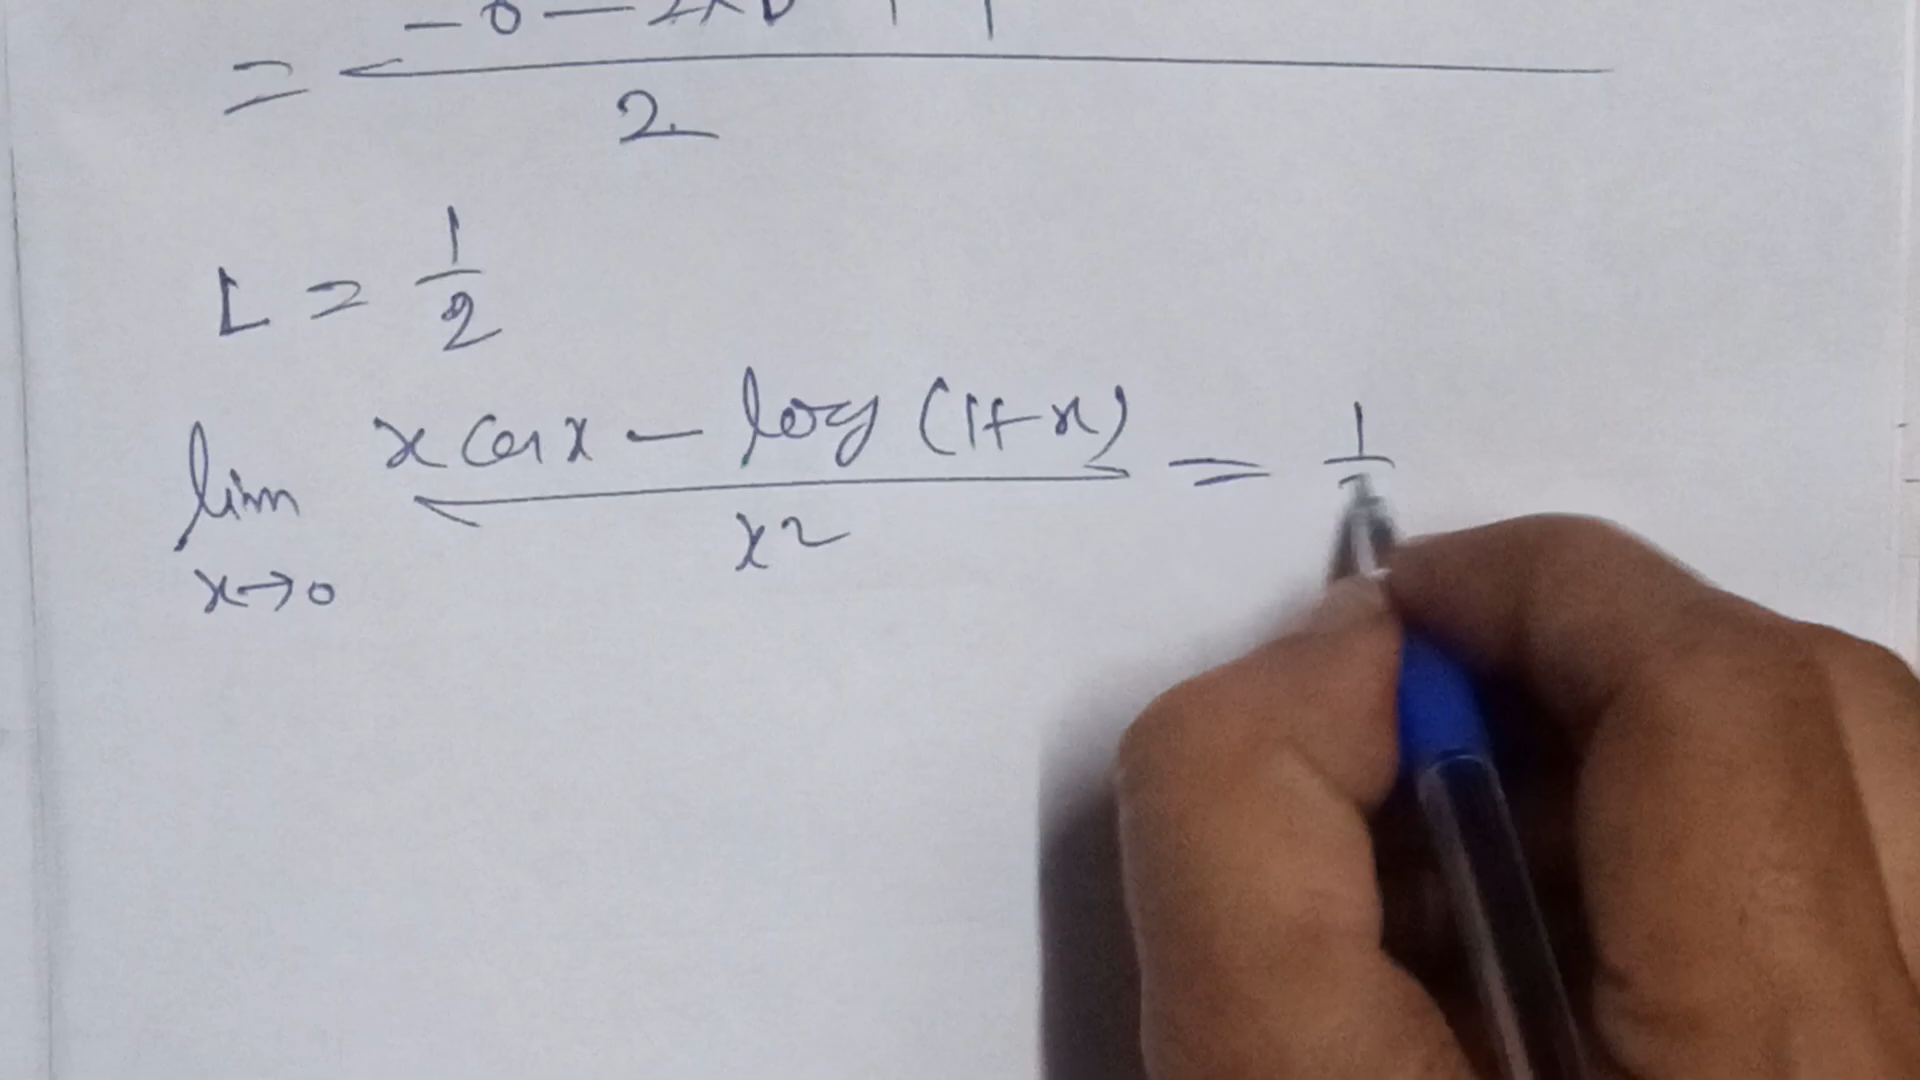 =
2
L = 1/2
lim x→0 (x cos x - log (1+x)) / x2 = 1/